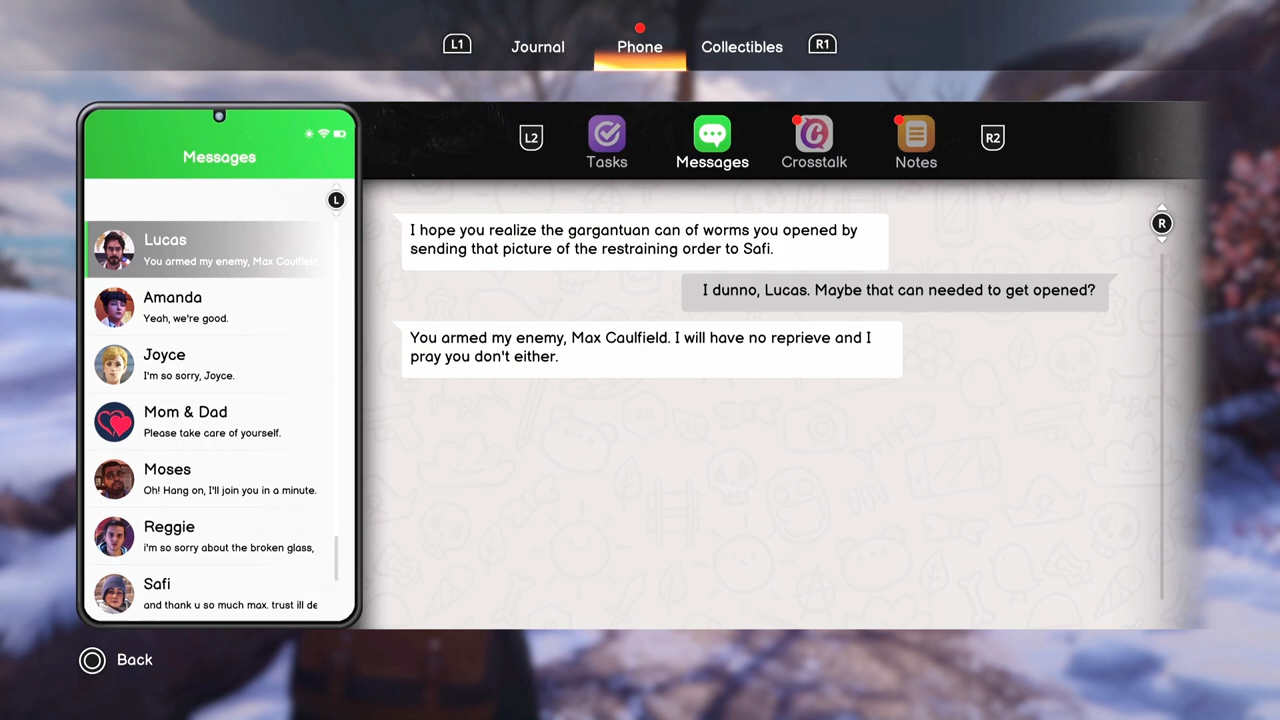 L1
Journal
Phone
Collectibles
R1
L2
Tasks
Messages
Crosstalk
Notes
R2
Messages
L
Lucas
You armed my enemy, Max Caulfield
Amanda
Yeah, we're good.
Joyce
I'm so sorry, Joyce.
Mom & Dad
Please take care of yourself.
Moses
Oh! Hang on, I'll join you in a minute.
Reggie
i'm so sorry about the broken glass,
Safi
and thank u so much max. trust ill de
I hope you realize the gargantuan can of worms you opened by
sending that picture of the restraining order to Safi.
I dunno, Lucas. Maybe that can needed to get opened?
You armed my enemy, Max Caulfield. I will have no reprieve and I
pray you don't either.
R
Back